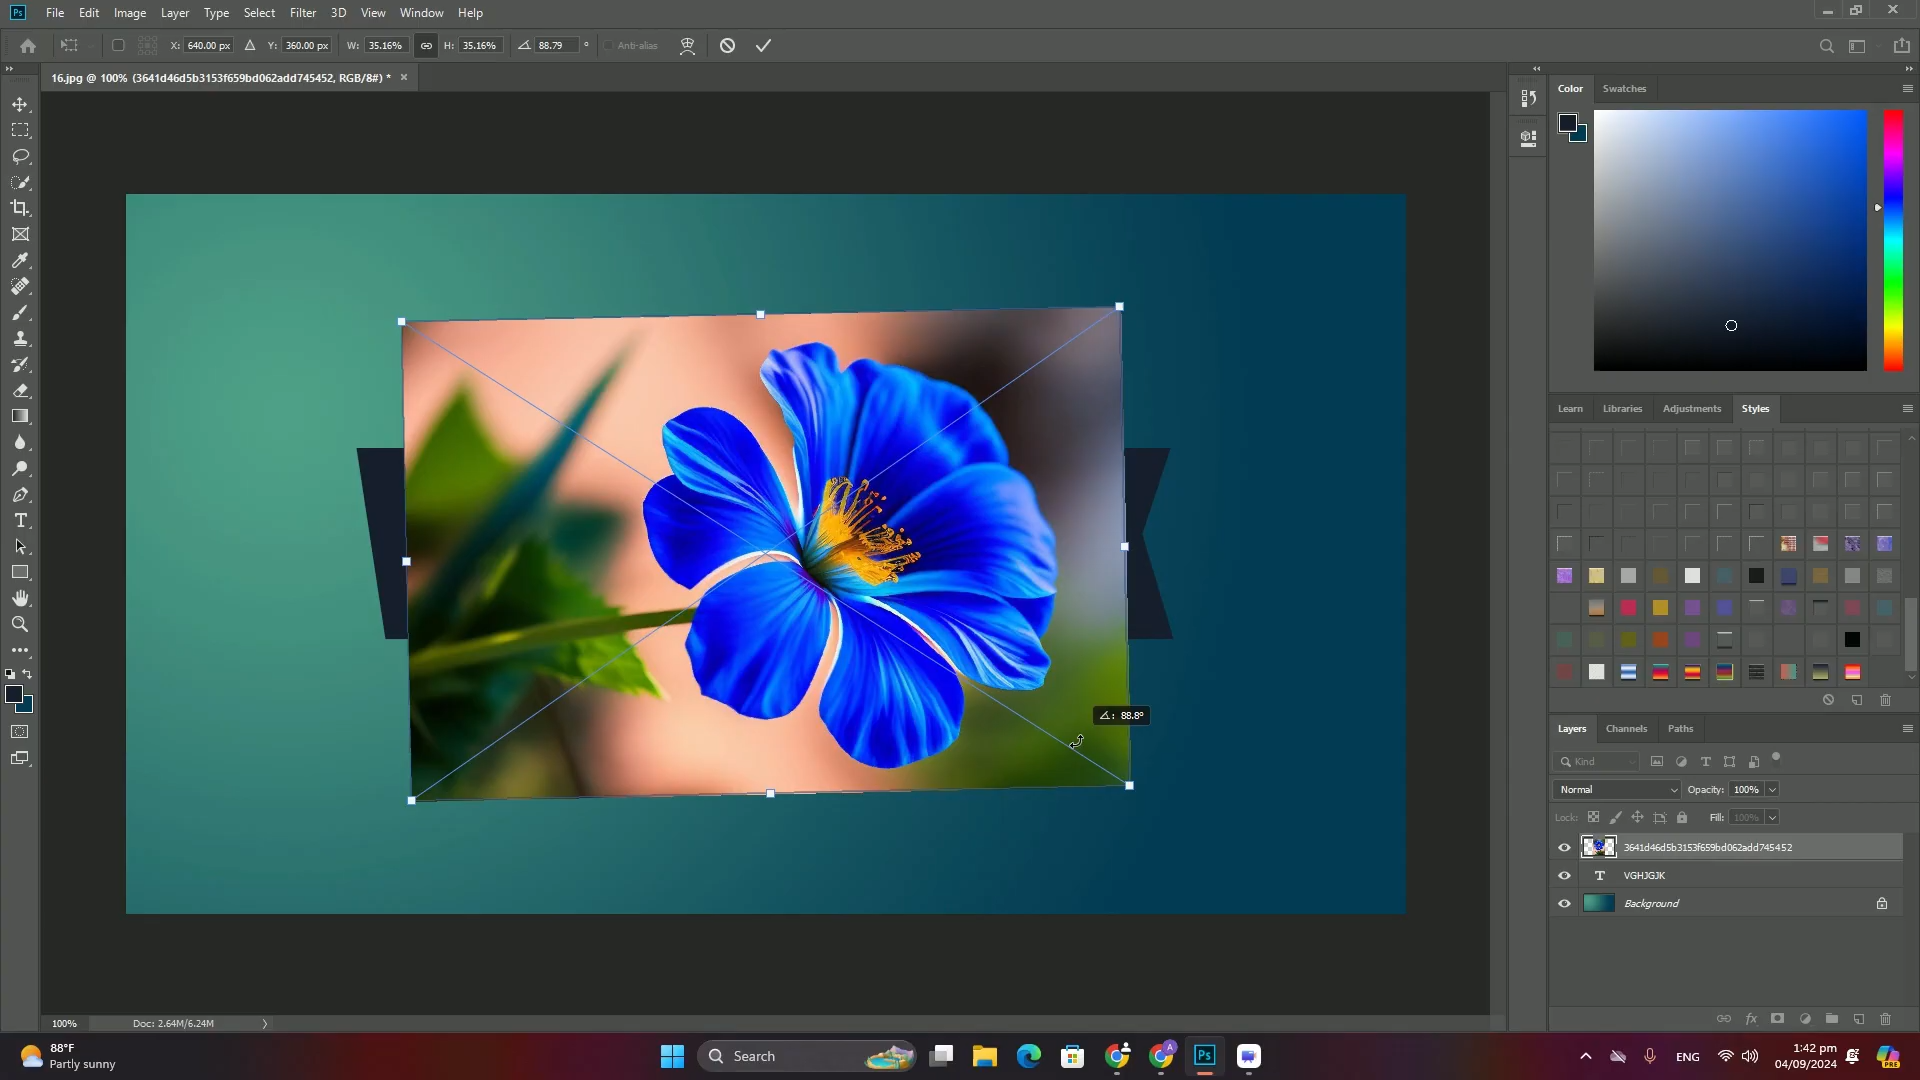 Ps File Edit Image Layer Type Select Filter 3D View Window Help
X: 640.00 px Y: 360.00 px W: 35.16% H: 35.16% 88.79 ° Anti-alias
16.jpg @ 100% (3641d46d5b3153f659bd062add745452, RGB/8#) * ×
Color Swatches
Learn Libraries Adjustments Styles
: 88.8°
Layers Channels Paths
Kind
Normal Opacity: 100%
Lock: Fill: 100%
3641d46d5b3153f659bd062add745452
T VGHJGJK
Background
100% Doc: 2.64M/6.24M
88°F
Partly sunny
Search
Ps
A
ENG
1:42 pm
04/09/2024
PRE